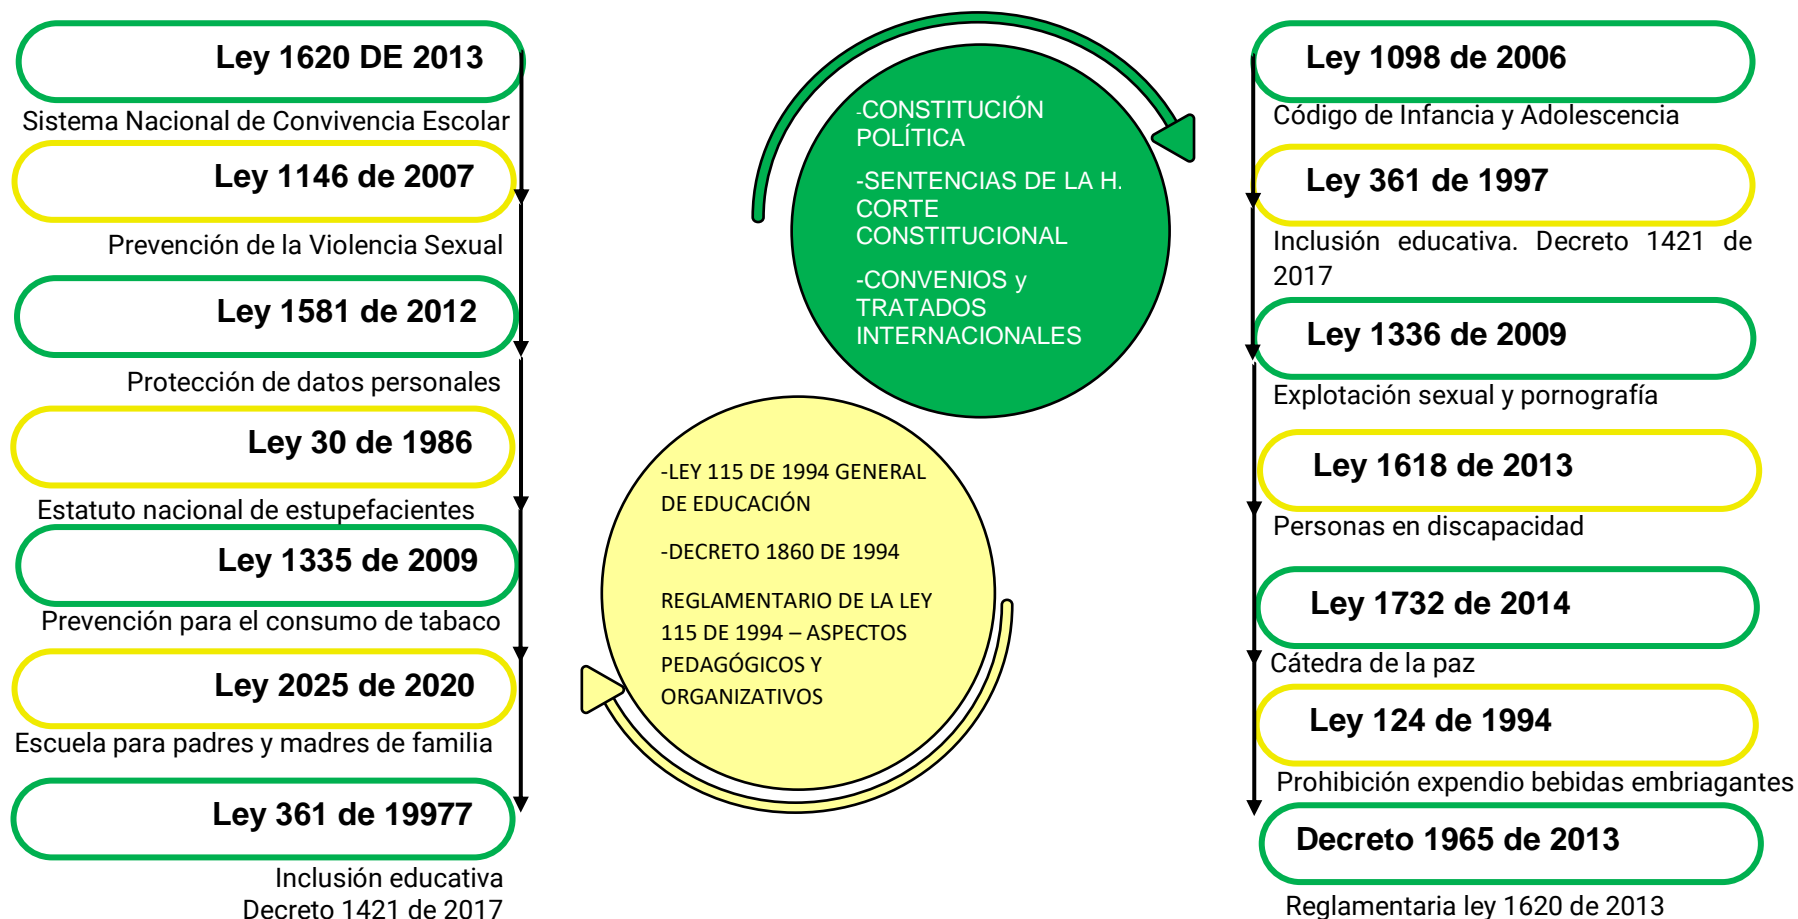 Ley 1620 DE 2013
Sistema Nacional de Convivencia Escolar
Ley 1146 de 2007
Prevención de la Violencia Sexual
Ley 1581 de 2012
Protección de datos personales
Ley 30 de 1986
Estatuto nacional de estupefacientes
Ley 1335 de 2009
Prevención para el consumo de tabaco
Ley 2025 de 2020
Escuela para padres y madres de familia
Ley 361 de 19977
Inclusión educativa
Decreto 1421 de 2017
-CONSTITUCIÓN
POLÍTICA
-SENTENCIAS DE LA H.
CORTE
CONSTITUCIONAL
-CONVENIOS y
TRATADOS
INTERNACIONALES
-LEY 115 DE 1994 GENERAL
DE EDUCACIÓN
-DECRETO 1860 DE 1994
REGLAMENTARIO DE LA LEY
115 DE 1994 – ASPECTOS
PEDAGÓGICOS Y
ORGANIZATIVOS
Ley 1098 de 2006
Código de Infancia y Adolescencia
Ley 361 de 1997
Inclusión educativa. Decreto 1421 de
2017
Ley 1336 de 2009
Explotación sexual y pornografía
Ley 1618 de 2013
Personas en discapacidad
Ley 1732 de 2014
Cátedra de la paz
Ley 124 de 1994
Prohibición expendio bebidas embriagantes
Decreto 1965 de 2013
Reglamentaria ley 1620 de 2013